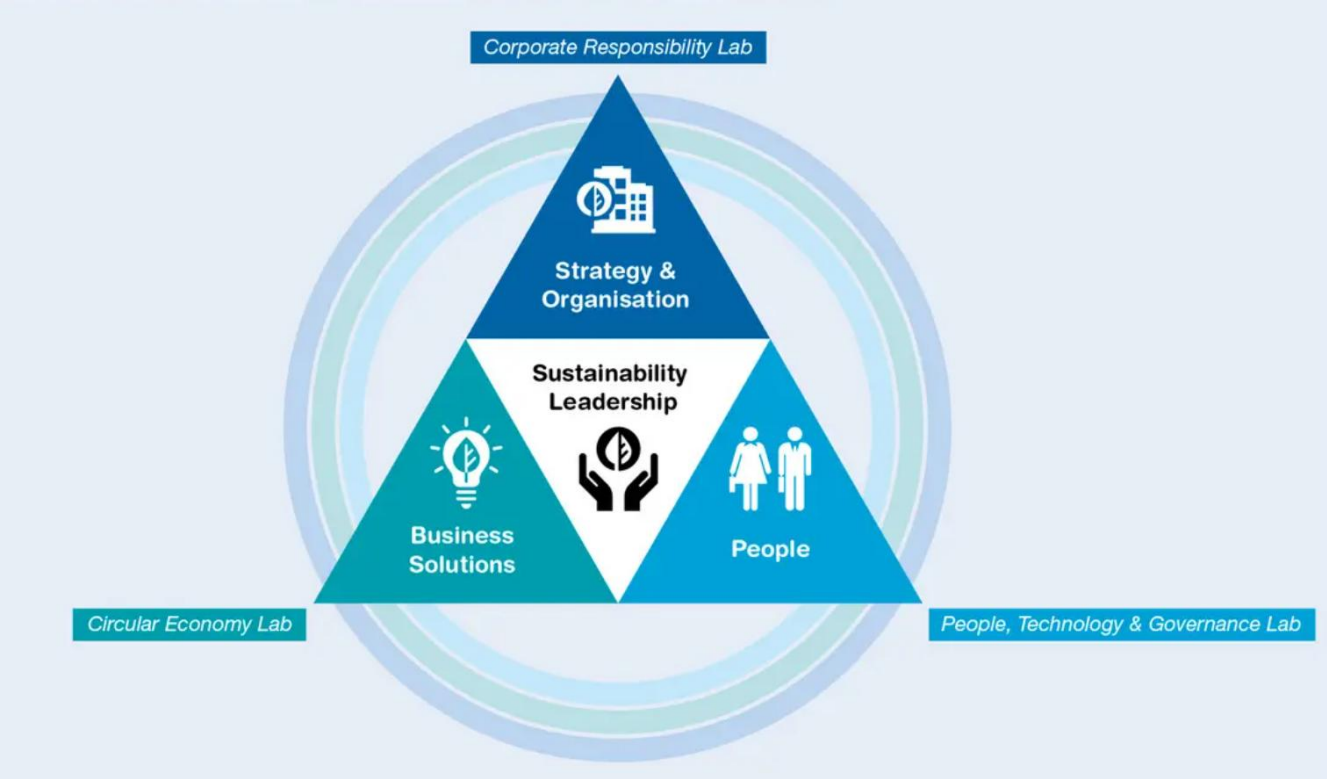 Corporate Responsibility Lab
Strategy &
Organisation
Sustainability
Leadership
Business
Solutions
People
Circular Economy Lab
People, Technology & Governance Lab